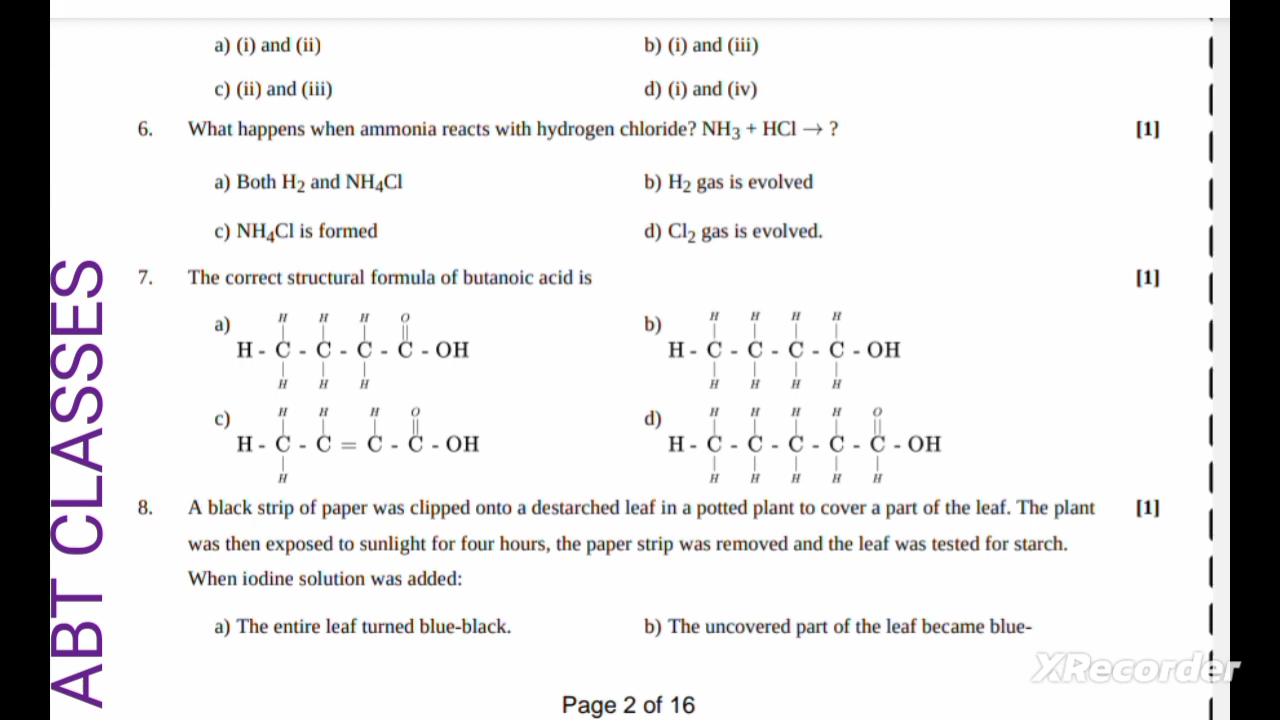 a) (i) and (ii) b) (i) and (iii)
c) (ii) and (iii) d) (i) and (iv)
6. What happens when ammonia reacts with hydrogen chloride? NH₃ + HCl → ? [1]
a) Both H₂ and NH₄Cl b) H₂ gas is evolved
c) NH₄Cl is formed d) Cl₂ gas is evolved.
7. The correct structural formula of butanoic acid is [1]
a) b)
H H H O H H H H
| | | || | | | |
H - C - C - C - C - OH H - C - C - C - C - OH
| | | | | | |
H H H H H H H
c) d)
H H H O H H H H O
| | | || | | | | ||
H - C - C = C - C - OH H - C - C - C - C - C - OH
| | | | | |
H H H H H H
8. A black strip of paper was clipped onto a destarched leaf in a potted plant to cover a part of the leaf. The plant [1]
was then exposed to sunlight for four hours, the paper strip was removed and the leaf was tested for starch.
When iodine solution was added:
a) The entire leaf turned blue-black. b) The uncovered part of the leaf became blue-
Page 2 of 16
ABT CLASSES
XRecorder